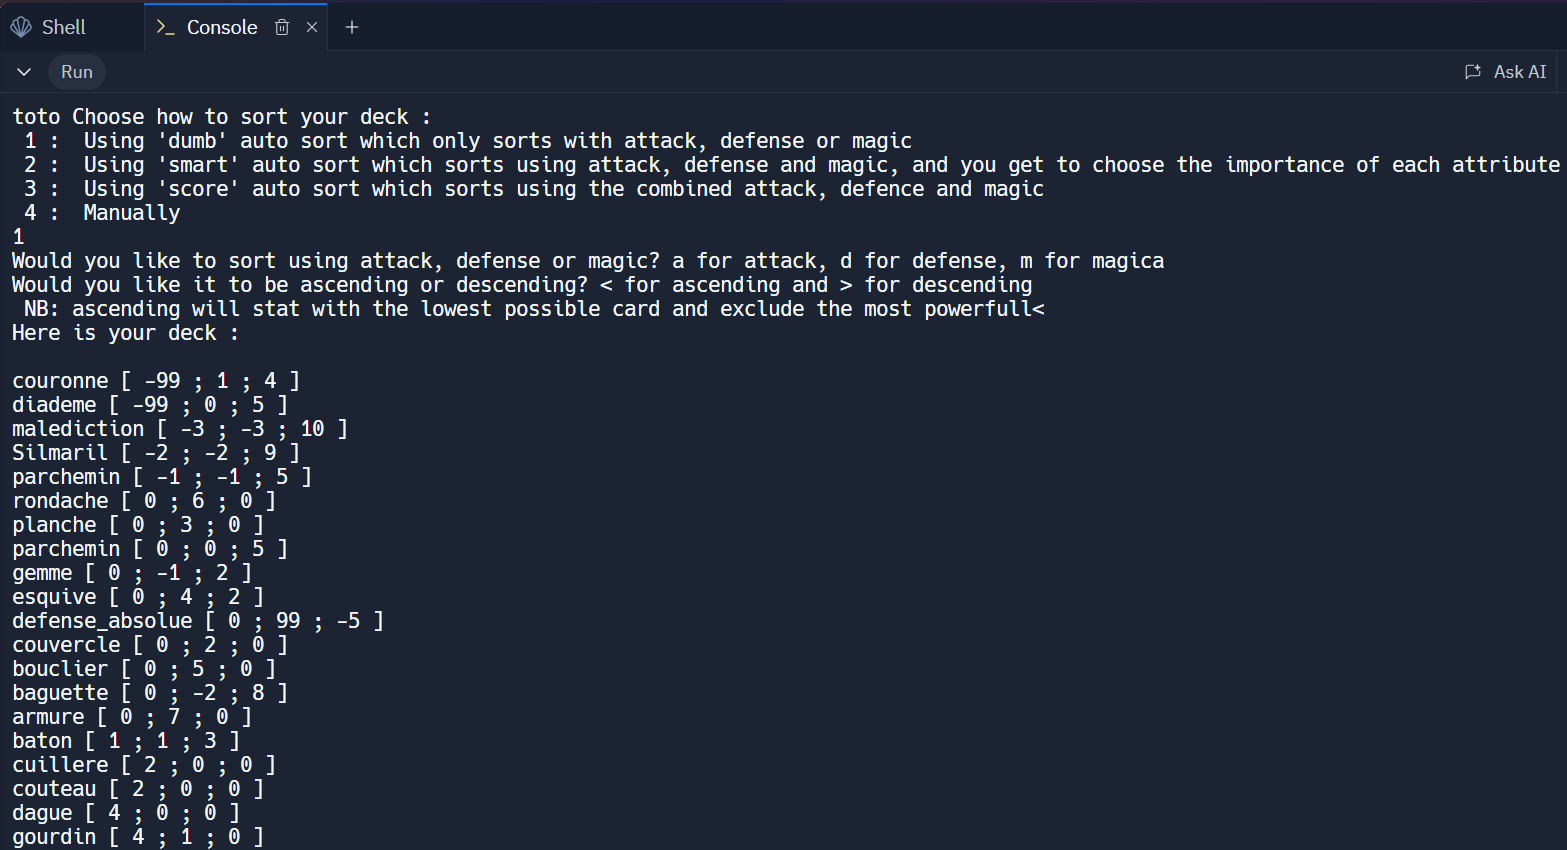 Shell
Console
Run
Ask AI
toto Choose how to sort your deck :
1 : Using 'dumb' auto sort which only sorts with attack, defense or magic
2 : Using 'smart' auto sort which sorts using attack, defense and magic, and you get to choose the importance of each attribute
3 : Using 'score' auto sort which sorts using the combined attack, defence and magic
4 : Manually
1
Would you like to sort using attack, defense or magic? a for attack, d for defense, m for magica
Would you like it to be ascending or descending? < for ascending and > for descending
NB: ascending will stat with the lowest possible card and exclude the most powerfull<
Here is your deck :
couronne [ -99 ; 1 ; 4 ]
diademe [ -99 ; 0 ; 5 ]
malediction [ -3 ; -3 ; 10 ]
Silmaril [ -2 ; -2 ; 9 ]
parchemin [ -1 ; -1 ; 5 ]
rondache [ 0 ; 6 ; 0 ]
planche [ 0 ; 3 ; 0 ]
parchemin [ 0 ; 0 ; 5 ]
gemme [ 0 ; -1 ; 2 ]
esquive [ 0 ; 4 ; 2 ]
defense_absolue [ 0 ; 99 ; -5 ]
couvercle [ 0 ; 2 ; 0 ]
bouclier [ 0 ; 5 ; 0 ]
baguette [ 0 ; -2 ; 8 ]
armure [ 0 ; 7 ; 0 ]
baton [ 1 ; 1 ; 3 ]
cuillere [ 2 ; 0 ; 0 ]
couteau [ 2 ; 0 ; 0 ]
dague [ 4 ; 0 ; 0 ]
gourdin [ 4 ; 1 ; 0 ]